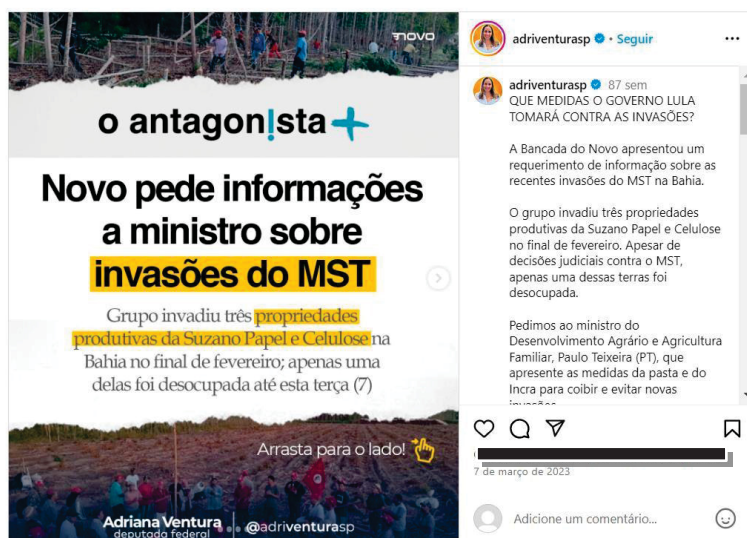 novo
o antagon!sta+
Novo pede informações
a ministro sobre
invasões do MST
Grupo invadiu três propriedades
produtivas da Suzano Papel e Celulose na
Bahia no final de fevereiro; apenas uma
delas foi desocupada até esta terça (7)
Arrasta para o lado!
Adriana Ventura
deputada federal
@adriventurasp
adriventurasp • Seguir
adriventurasp 87 sem
QUE MEDIDAS O GOVERNO LULA
TOMARÁ CONTRA AS INVASÕES?
A Bancada do Novo apresentou um
requerimento de informação sobre as
recentes invasões do MST na Bahia.
O grupo invadiu três propriedades
produtivas da Suzano Papel e Celulose
no final de fevereiro. Apesar de
decisões judiciais contra o MST,
apenas uma dessas terras foi
desocupada.
Pedimos ao ministro do
Desenvolvimento Agrário e Agricultura
Familiar, Paulo Teixeira (PT), que
apresente as medidas da pasta e do
Incra para coibir e evitar novas
invasões
7 de março de 2023
Adicione um comentário...